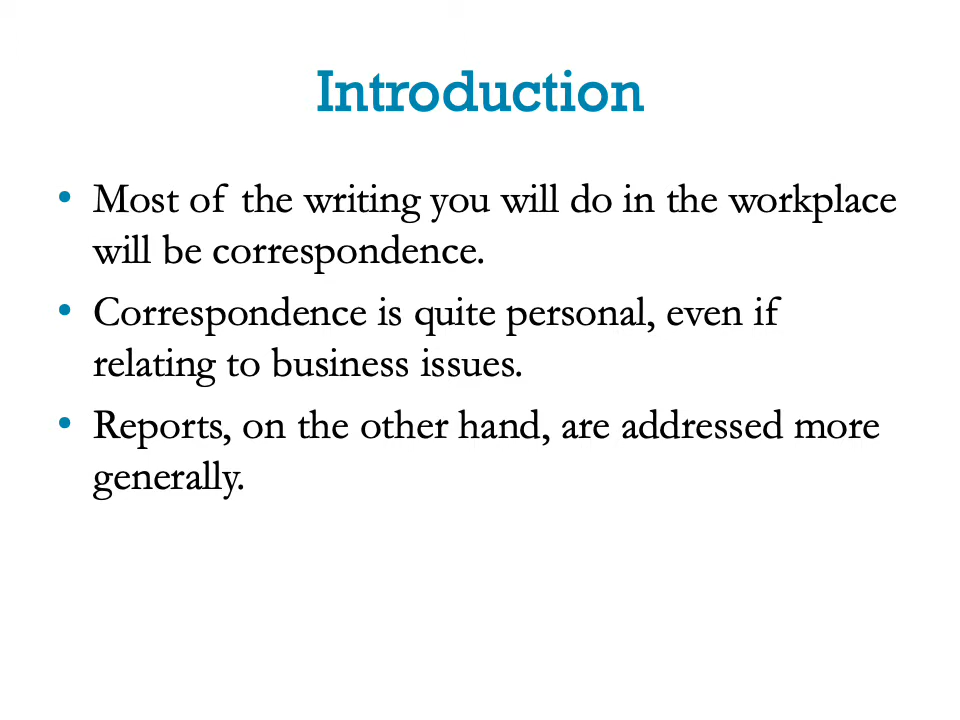 Introduction
• Most of the writing you will do in the workplace
will be correspondence.
• Correspondence is quite personal, even if
relating to business issues.
• Reports, on the other hand, are addressed more
generally.